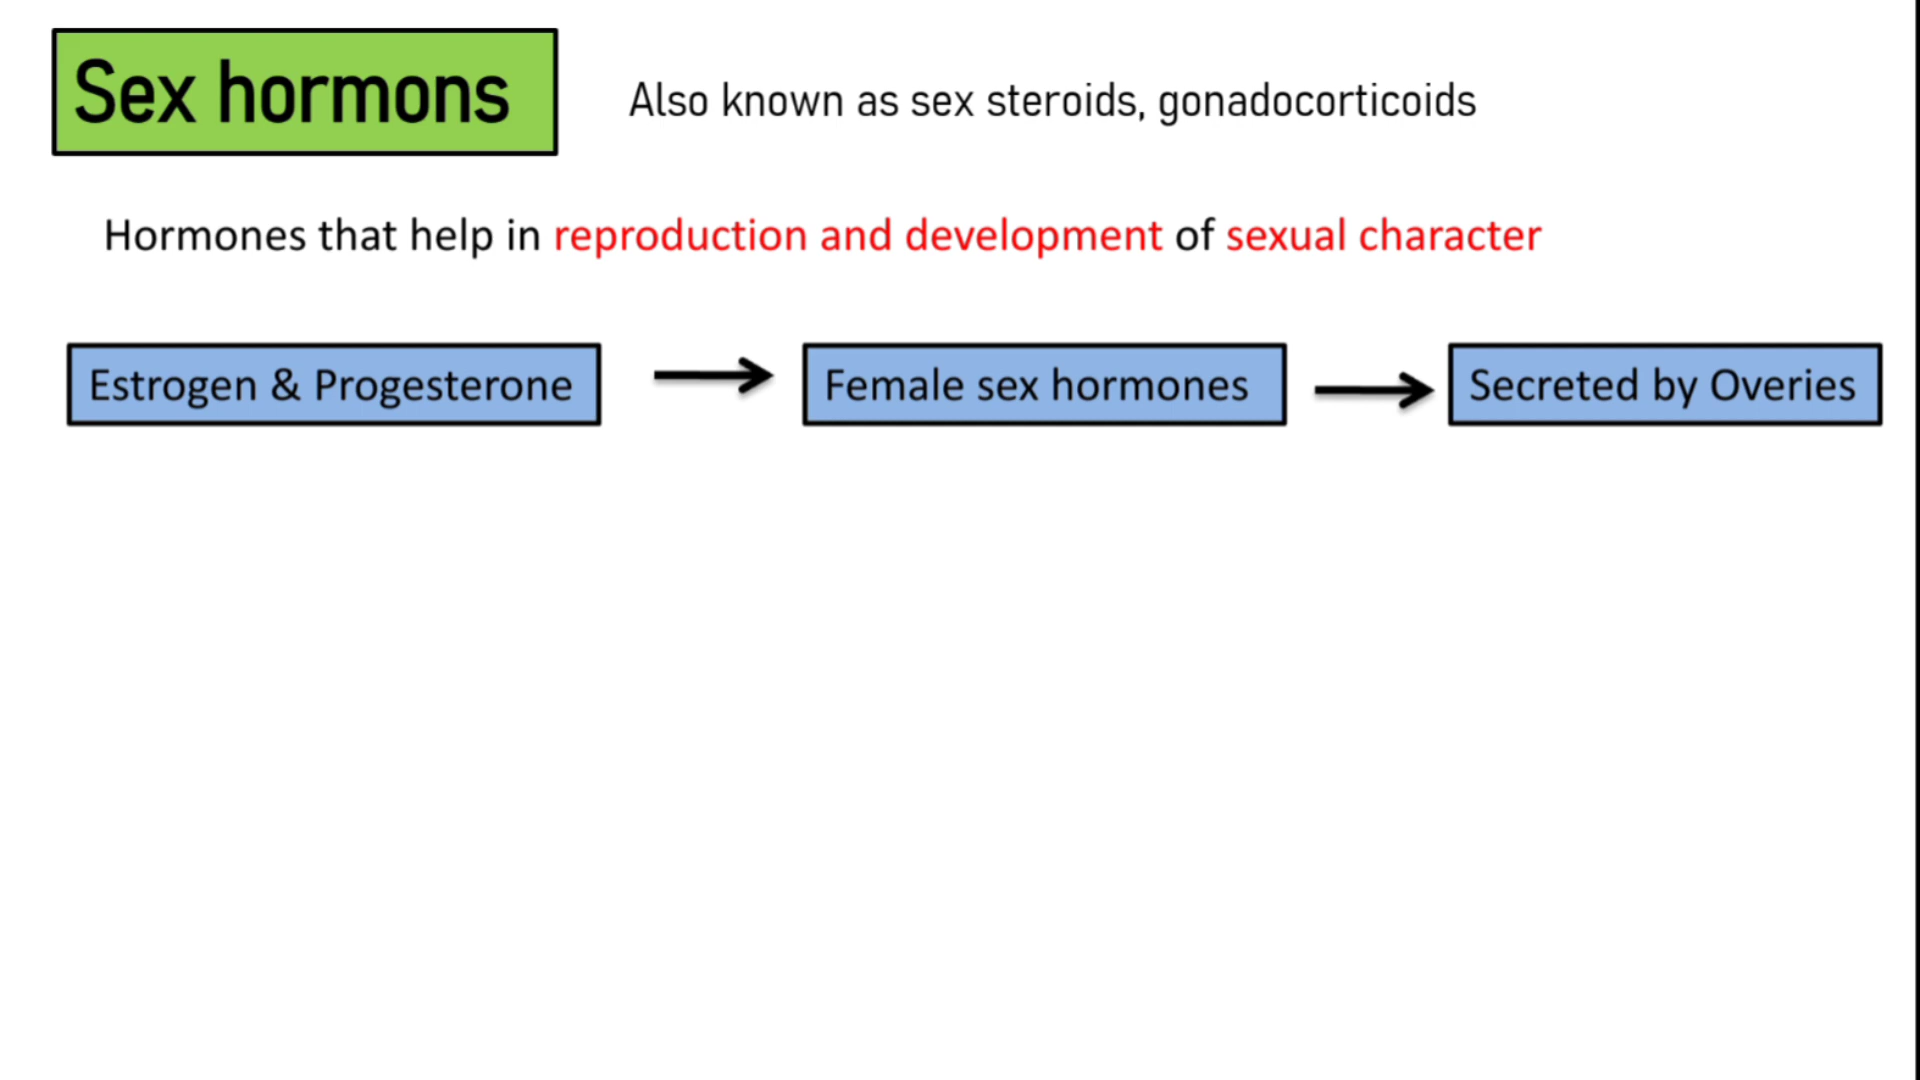 Sex hormons
Also known as sex steroids, gonadocorticoids
Hormones that help in reproduction and development of sexual character
Estrogen & Progesterone
Female sex hormones
Secreted by Overies